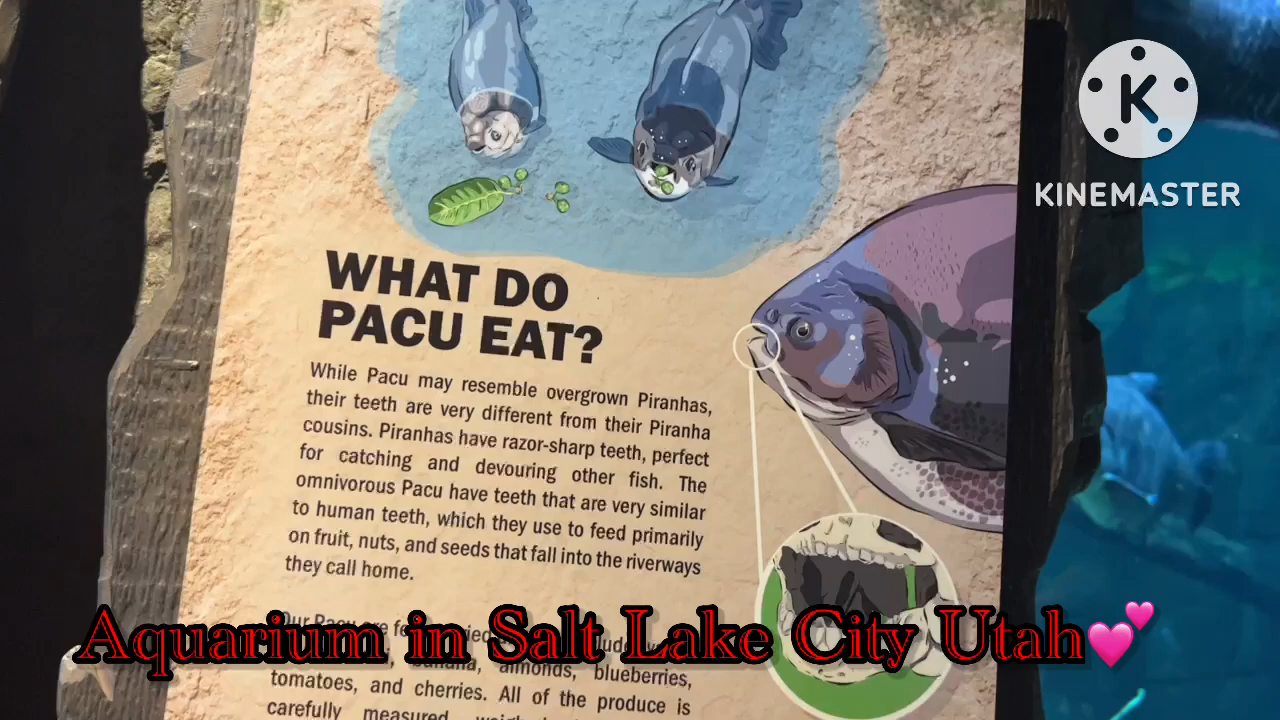 K
KINEMASTER
WHAT DO
PACU EAT?
While Pacu may resemble overgrown Piranhas,
their teeth are very different from their Piranha
cousins. Piranhas have razor-sharp teeth, perfect
for catching and devouring other fish. The
omnivorous Pacu have teeth that are very similar
to human teeth, which they use to feed primarily
on fruit, nuts, and seeds that fall into the riverways
they call home.
Our Pacu are
almonds, blueberries,
tomatoes, and cherries. All of the produce is
carefully measured,
Aquarium in Salt Lake City Utah💕